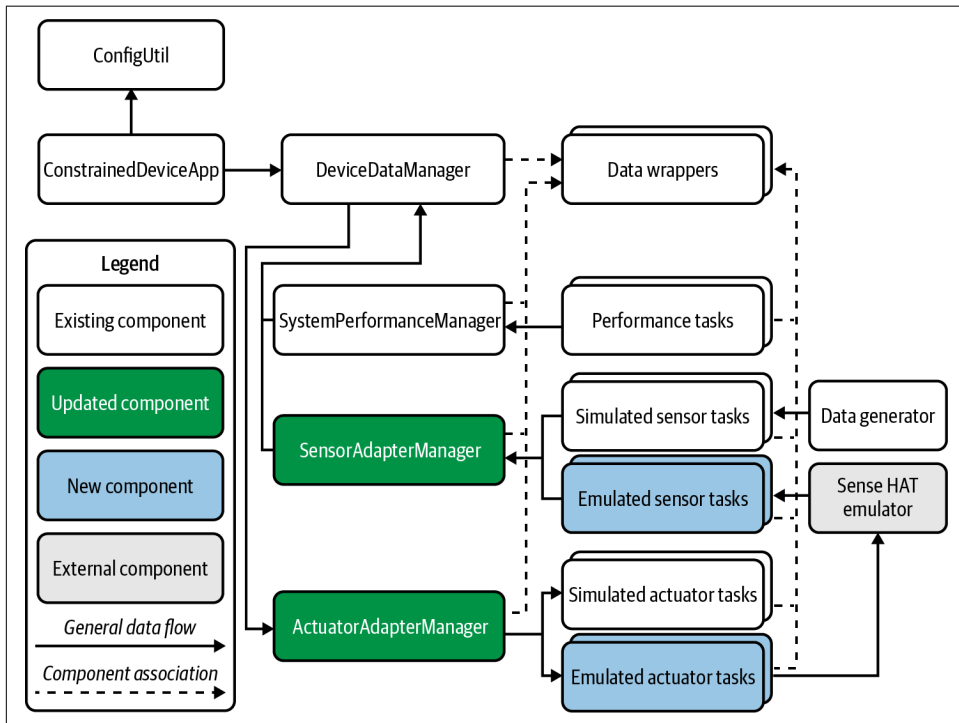 ConfigUtil
ConstrainedDeviceApp
DeviceDataManager
Data wrappers
Legend
Existing component
Updated component
New component
External component
General data flow
Component association
SystemPerformanceManager
Performance tasks
SensorAdapterManager
Simulated sensor tasks
Data generator
Emulated sensor tasks
Sense HAT
emulator
ActuatorAdapterManager
Simulated actuator tasks
Emulated actuator tasks